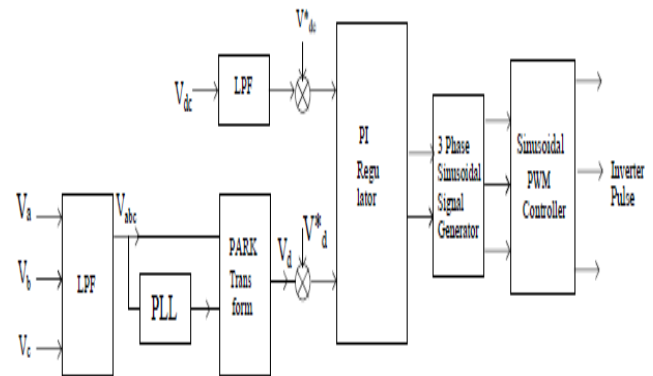 V*dc
Vdc
LPF
PI
Regu
lator
3 Phase
Sinusoidal
Signal
Generator
Sinusoidal
PWM
Controller
Inverter
Pulse
Va
Vb
Vc
LPF
Vabc
PLL
PARK
Trans
form
Vd
V*d